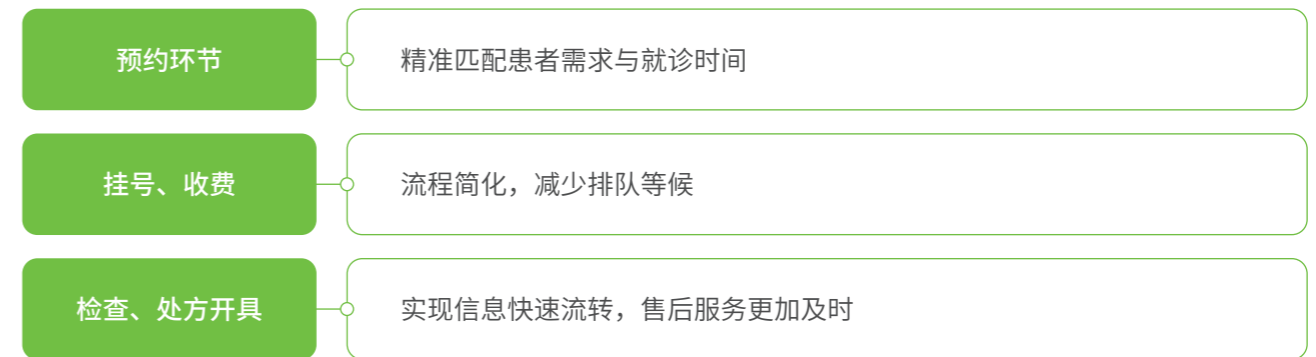 预约环节
精准匹配患者需求与就诊时间
挂号、收费
流程简化，减少排队等候
检查、处方开具
实现信息快速流转，售后服务更加及时